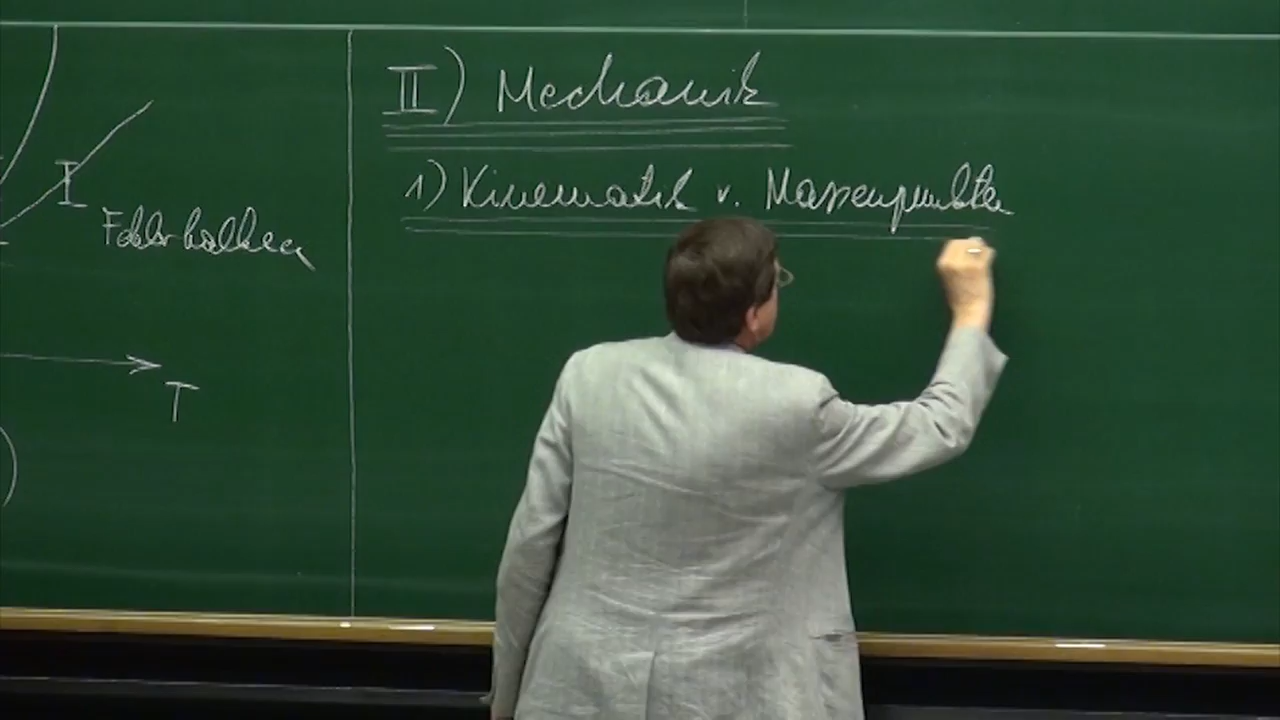 II) Mechanik
1) Kinematik v. Massenpunkten
Fehlerbalken
T